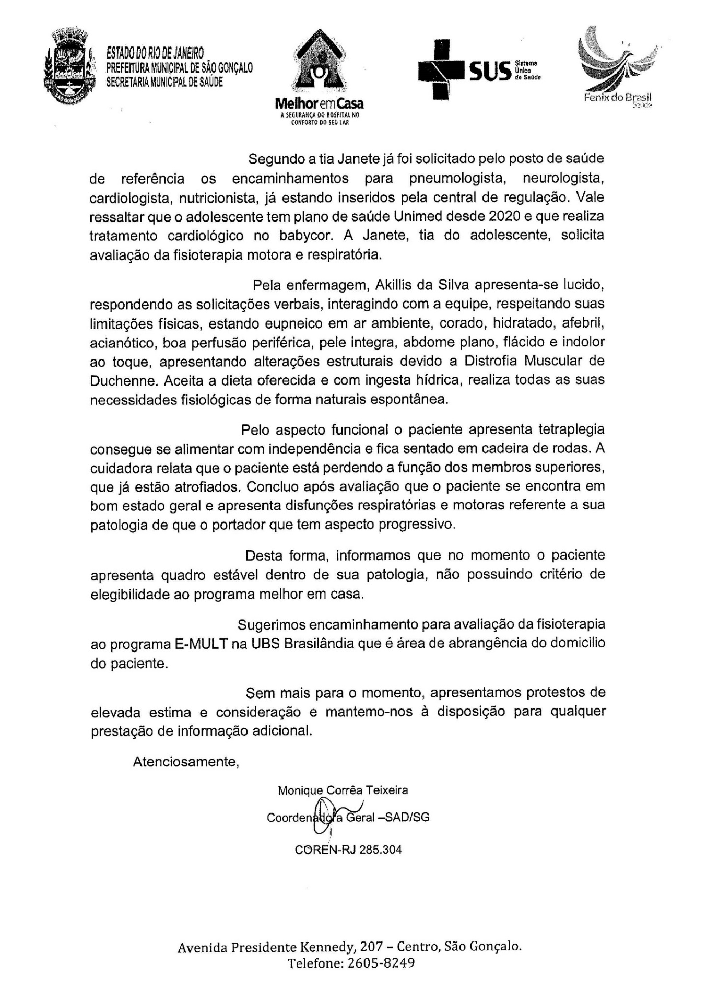 ESTADO DO RIO DE JANEIRO
PREFEITURA MUNICIPAL DE SÃO GONÇALO
SECRETARIA MUNICIPAL DE SAÚDE
SÃO GONÇALO
Melhor em Casa
A SEGURANÇA DO HOSPITAL NO
CONFORTO DO SEU LAR
SUS
Sistema
Único
de Saúde
Fenix do Brasil
Saúde
Segundo a tia Janete já foi solicitado pelo posto de saúde
de referência os encaminhamentos para pneumologista, neurologista,
cardiologista, nutricionista, já estando inseridos pela central de regulação. Vale
ressaltar que o adolescente tem plano de saúde Unimed desde 2020 e que realiza
tratamento cardiológico no babycor. A Janete, tia do adolescente, solicita
avaliação da fisioterapia motora e respiratória.
Pela enfermagem, Akillis da Silva apresenta-se lucido,
respondendo as solicitações verbais, interagindo com a equipe, respeitando suas
limitações físicas, estando eupneico em ar ambiente, corado, hidratado, afebril,
acianótico, boa perfusão periférica, pele integra, abdome plano, flácido e indolor
ao toque, apresentando alterações estruturais devido a Distrofia Muscular de
Duchenne. Aceita a dieta oferecida e com ingesta hídrica, realiza todas as suas
necessidades fisiológicas de forma naturais espontânea.
Pelo aspecto funcional o paciente apresenta tetraplegia
consegue se alimentar com independência e fica sentado em cadeira de rodas. A
cuidadora relata que o paciente está perdendo a função dos membros superiores,
que já estão atrofiados. Concluo após avaliação que o paciente se encontra em
bom estado geral e apresenta disfunções respiratórias e motoras referente a sua
patologia de que o portador que tem aspecto progressivo.
Desta forma, informamos que no momento o paciente
apresenta quadro estável dentro de sua patologia, não possuindo critério de
elegibilidade ao programa melhor em casa.
Sugerimos encaminhamento para avaliação da fisioterapia
ao programa E-MULT na UBS Brasilândia que é área de abrangência do domicilio
do paciente.
Sem mais para o momento, apresentamos protestos de
elevada estima e consideração e mantemo-nos à disposição para qualquer
prestação de informação adicional.
Atenciosamente,
Monique Corrêa Teixeira
Coordenadora Geral –SAD/SG
COREN-RJ 285.304
Avenida Presidente Kennedy, 207 – Centro, São Gonçalo.
Telefone: 2605-8249